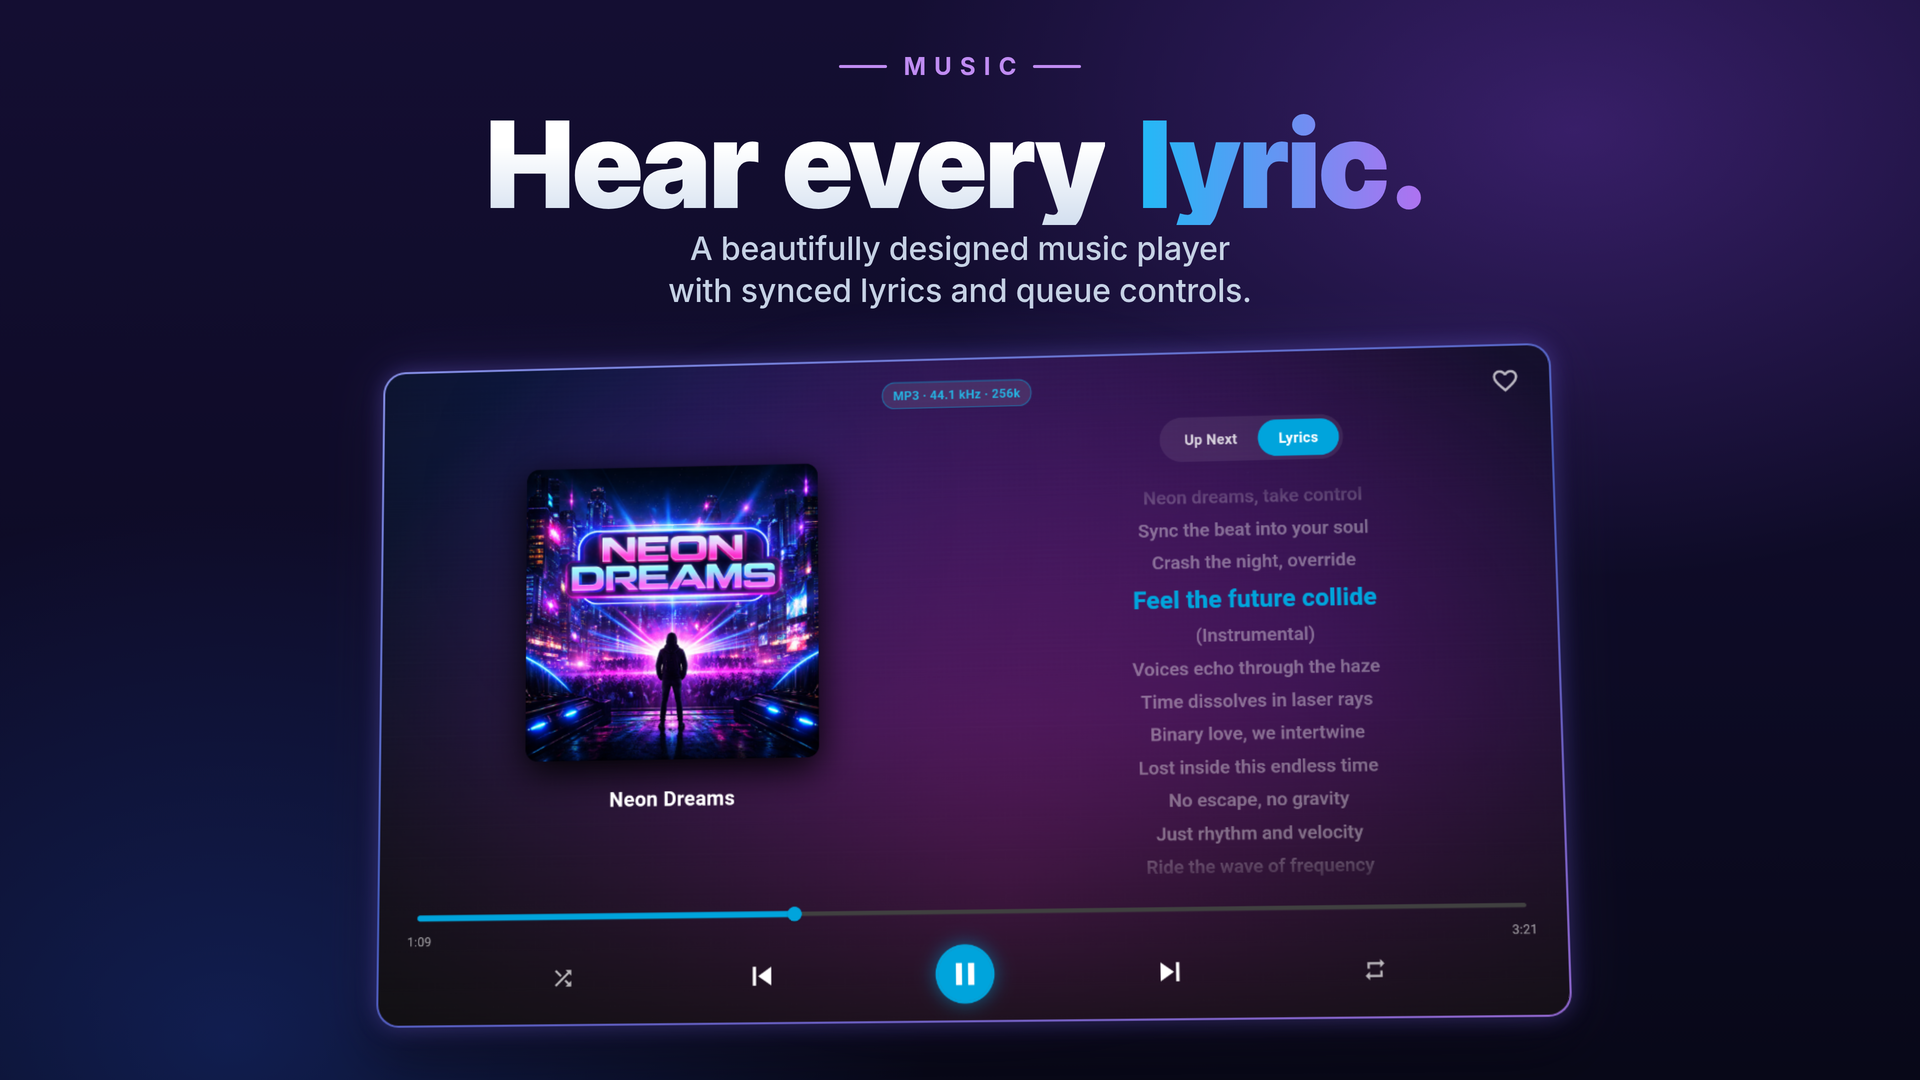 MUSIC
Hear every lyric.
A beautifully designed music player
with synced lyrics and queue controls.
MP3 · 44.1 kHz · 256k
Up Next
Lyrics
NEON
DREAMS
Neon Dreams
Neon dreams, take control
Sync the beat into your soul
Crash the night, override
Feel the future collide
(Instrumental)
Voices echo through the haze
Time dissolves in laser rays
Binary love, we intertwine
Lost inside this endless time
No escape, no gravity
Just rhythm and velocity
Ride the wave of frequency
1:09
3:21